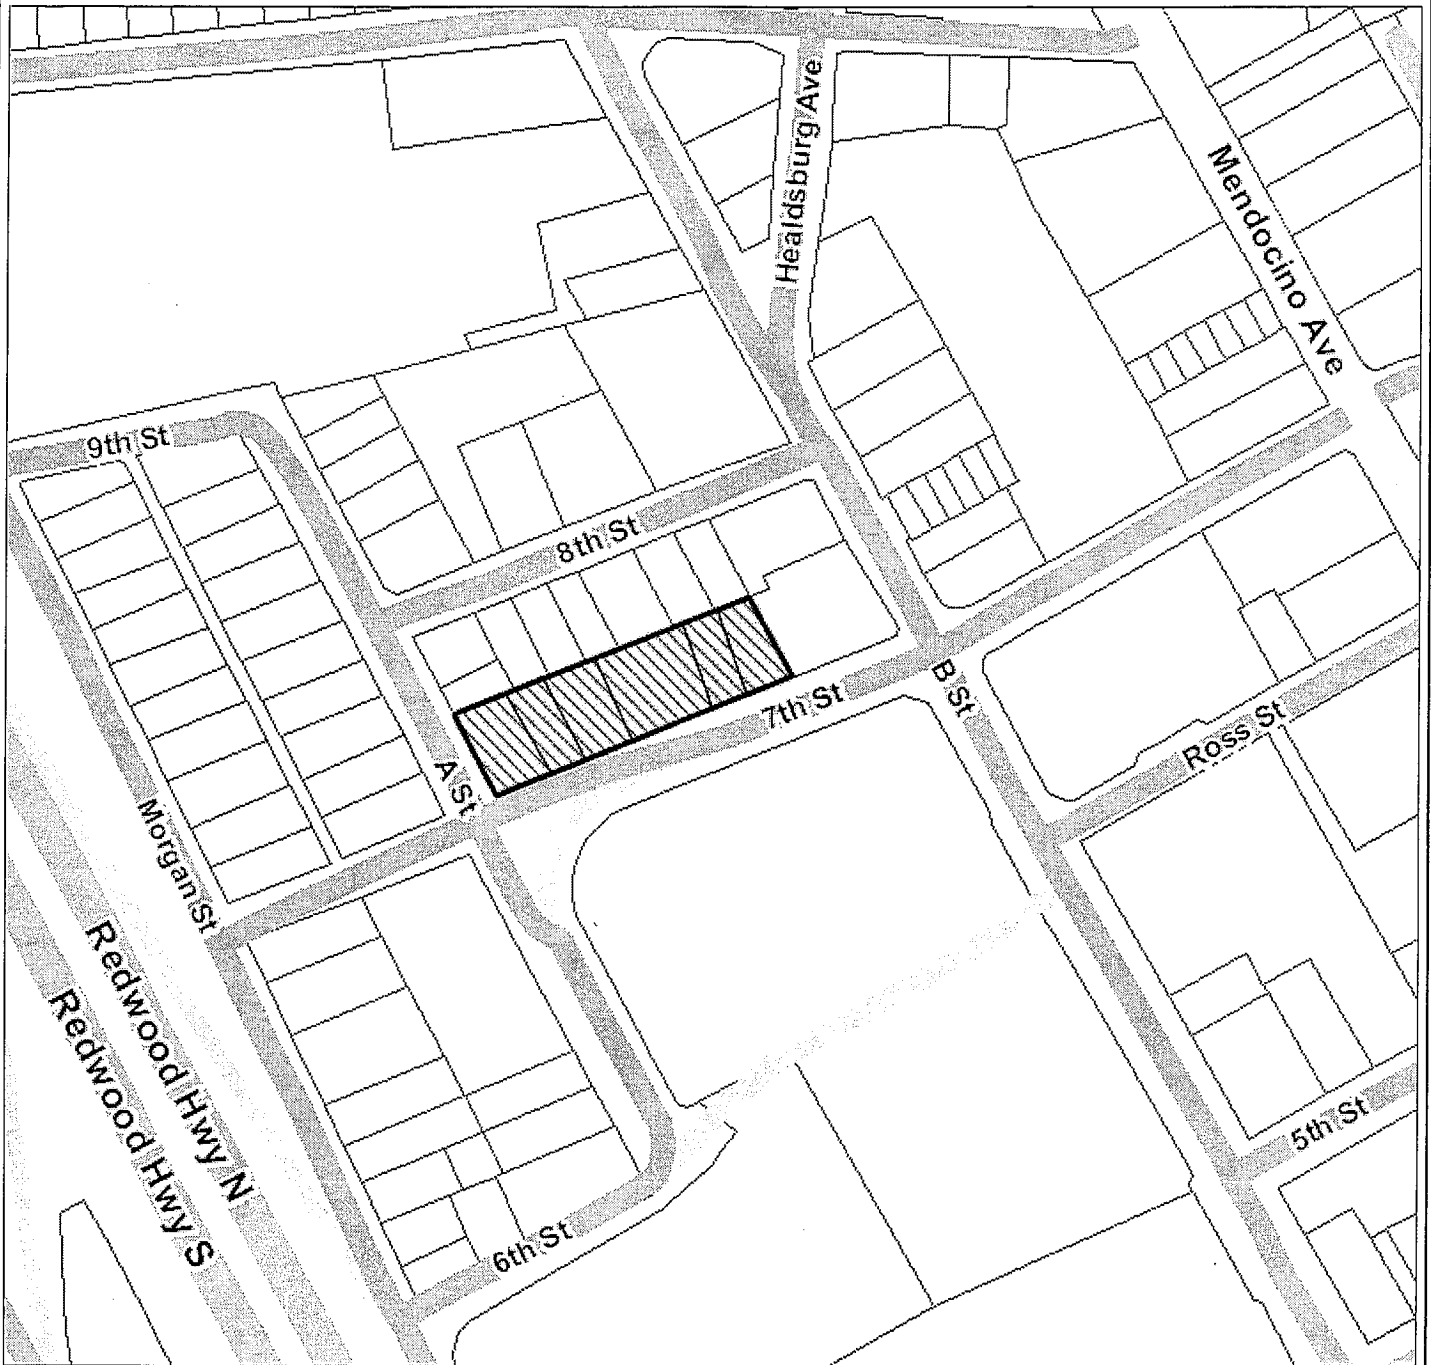 Healdsburg Ave
Mendocino Ave
9th St
8th St
7th St
B St
Ross St
A St
Morgan St
Redwood Hwy N
Redwood Hwy S
5th St
6th St